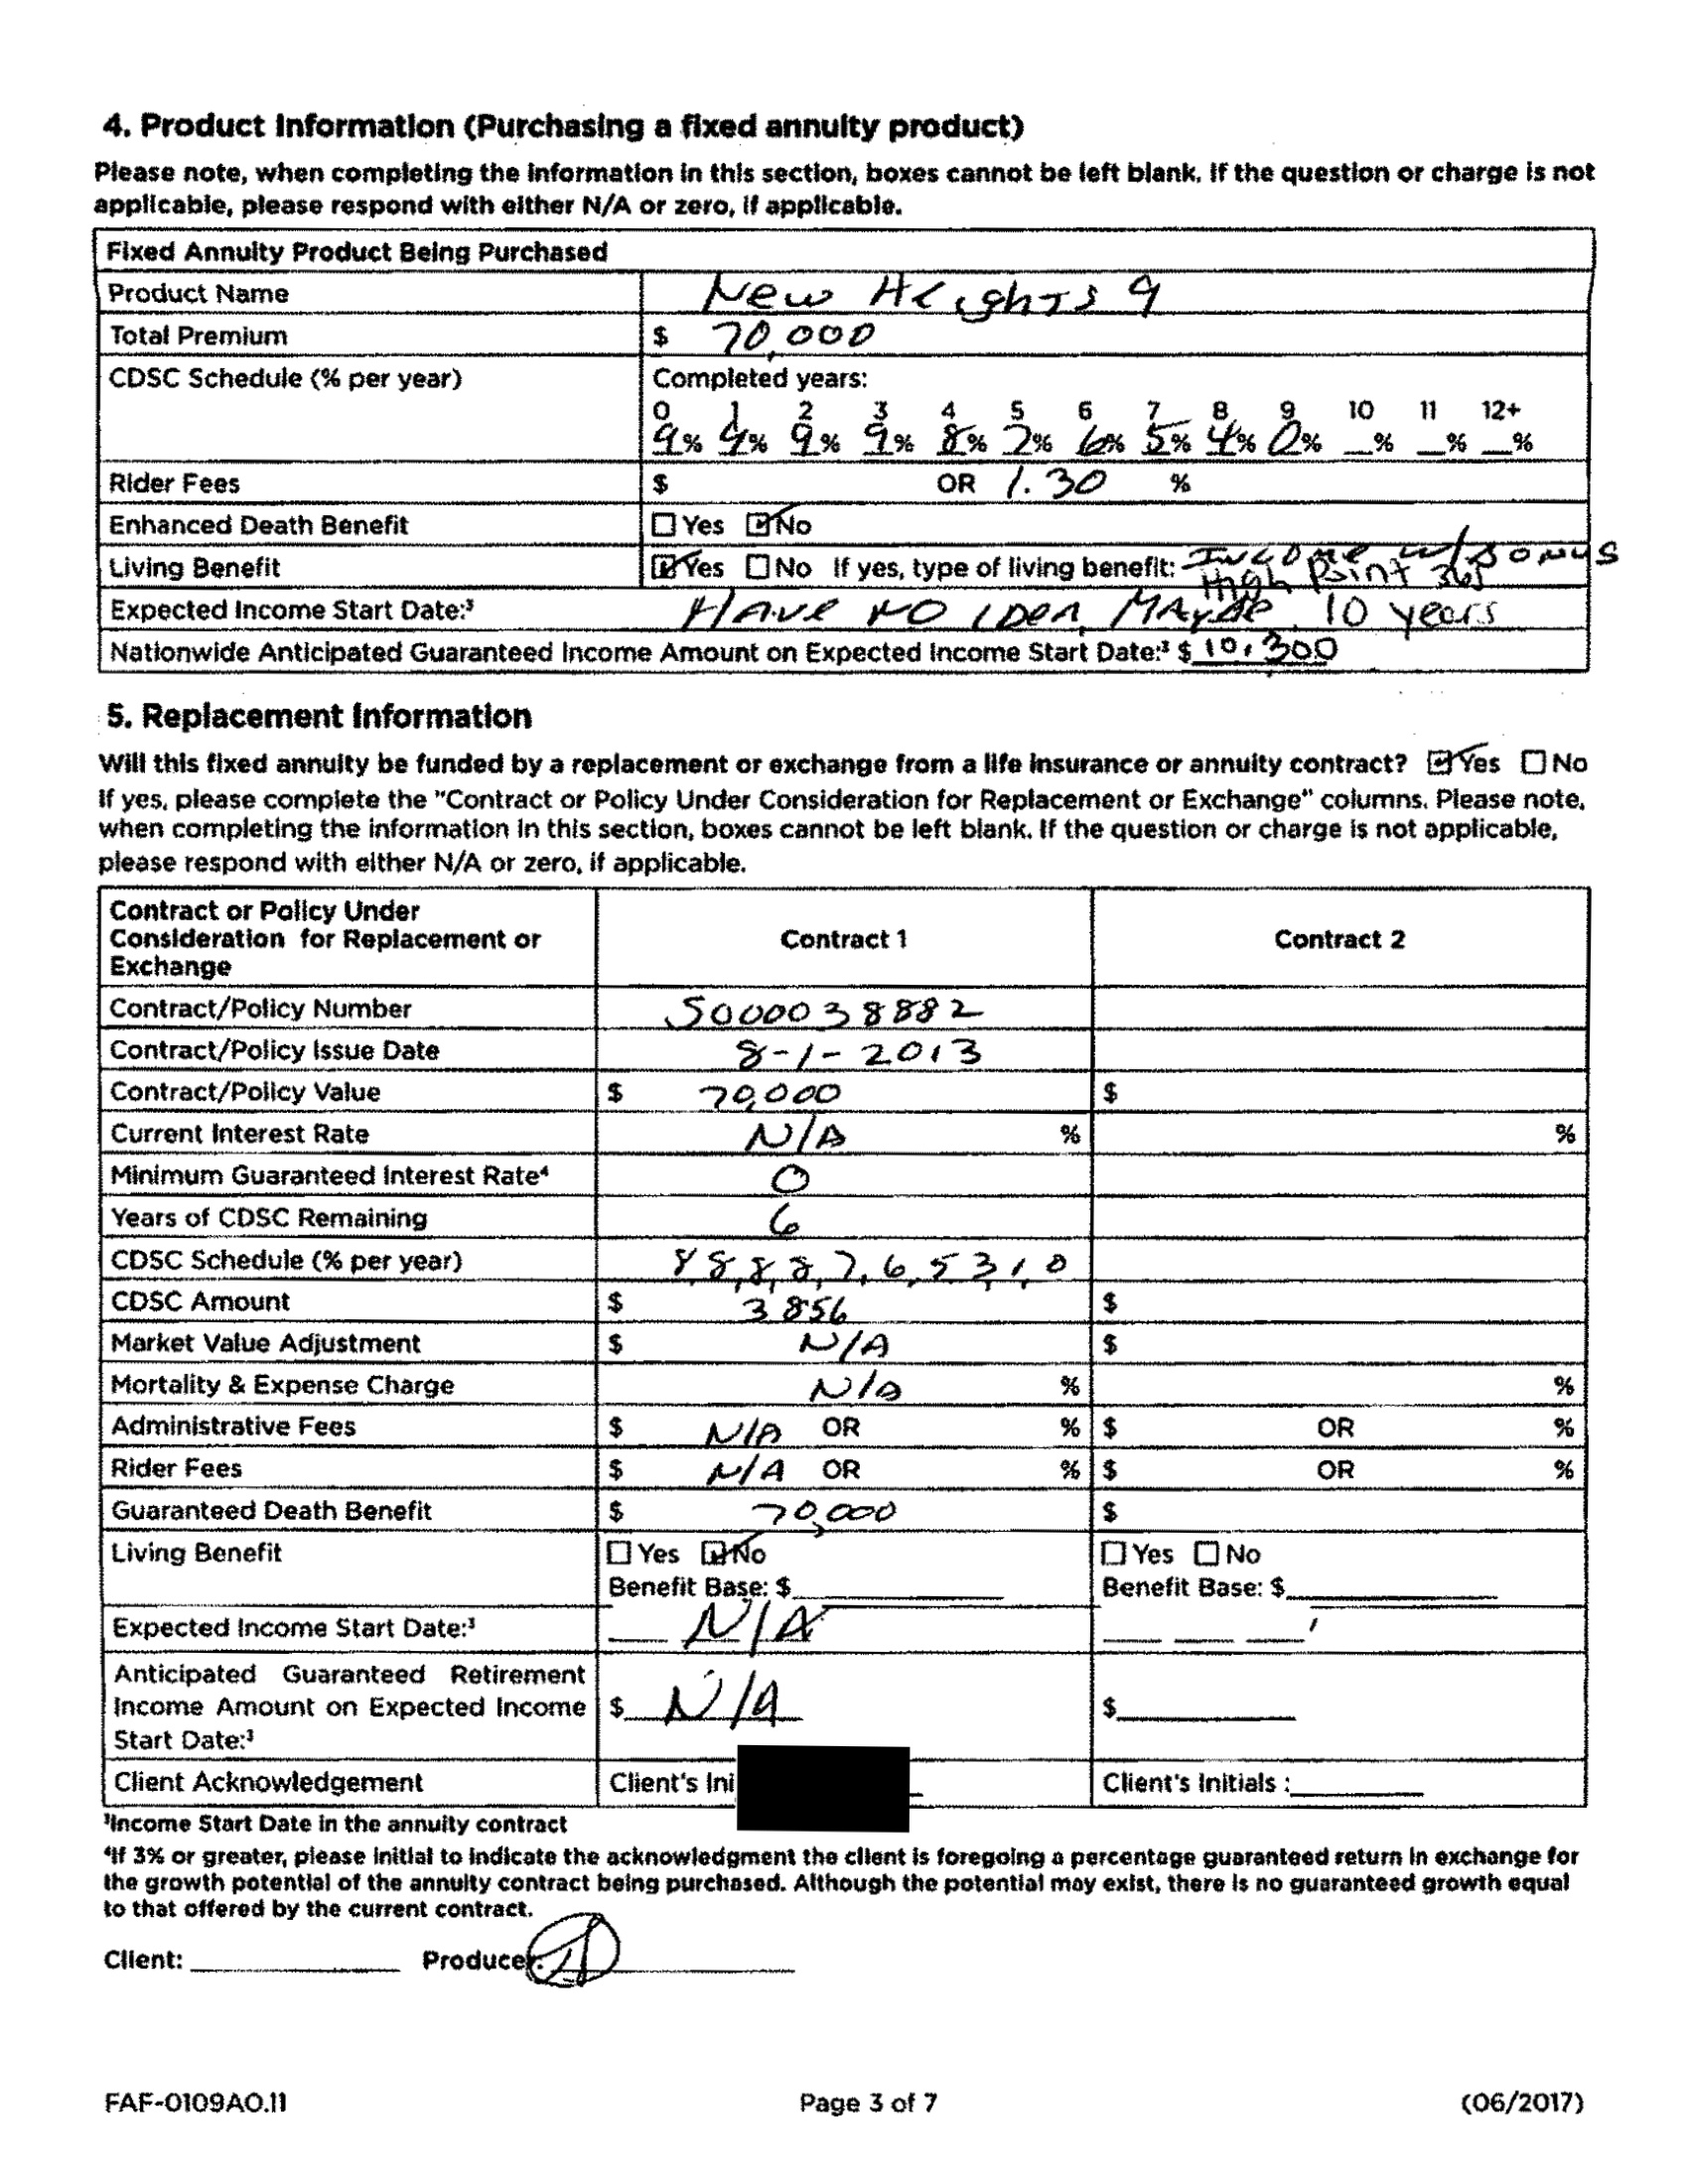 4. Product Information (Purchasing a fixed annuity product)
Please note, when completing the information in this section, boxes cannot be left blank. If the question or charge is not
applicable, please respond with either N/A or zero, if applicable.
Fixed Annuity Product Being Purchased
Product Name New Heights 9
Total Premium $ 70,000
CDSC Schedule (% per year) Completed years:
0 1 2 3 4 5 6 7 8 9 10 11 12+
9% 9% 9% 9% 8% 7% 6% 5% 4% 0% __% __% __%
Rider Fees $ OR 1.30 %
Enhanced Death Benefit ☐ Yes ☑ No
Living Benefit ☑ Yes ☐ No If yes, type of living benefit: Income w/Bonus
High Point 365
Expected Income Start Date:³ HAVE NO IDEA, MAYBE 10 years
Nationwide Anticipated Guaranteed Income Amount on Expected Income Start Date:³ $ 10,300
5. Replacement Information
Will this fixed annuity be funded by a replacement or exchange from a life insurance or annuity contract? ☑ Yes ☐ No
If yes, please complete the "Contract or Policy Under Consideration for Replacement or Exchange" columns. Please note,
when completing the information in this section, boxes cannot be left blank. If the question or charge is not applicable,
please respond with either N/A or zero, if applicable.
Contract or Policy Under
Consideration for Replacement or
Exchange
Contract 1 Contract 2
Contract/Policy Number 5000038882
Contract/Policy Issue Date 8-1-2013
Contract/Policy Value $ 70,000 $
Current Interest Rate N/A % %
Minimum Guaranteed Interest Rate⁴ 0
Years of CDSC Remaining 6
CDSC Schedule (% per year) 8,8,8,8,7,6,5,3,1,0
CDSC Amount $ 3856 $
Market Value Adjustment $ N/A $
Mortality & Expense Charge N/A % %
Administrative Fees $ N/A OR % $ OR %
Rider Fees $ N/A OR % $ OR %
Guaranteed Death Benefit $ 70,000 $
Living Benefit ☐ Yes ☑ No ☐ Yes ☐ No
Benefit Base: $ Benefit Base: $
Expected Income Start Date:³ N/A
Anticipated Guaranteed Retirement
Income Amount on Expected Income $ N/A $
Start Date:³
Client Acknowledgement Client's Ini Client's Initials :
³Income Start Date in the annuity contract
⁴If 3% or greater, please initial to indicate the acknowledgment the client is foregoing a percentage guaranteed return in exchange for
the growth potential of the annuity contract being purchased. Although the potential may exist, there is no guaranteed growth equal
to that offered by the current contract.
Client: Producer:
FAF-0109AO.11 Page 3 of 7 (06/2017)